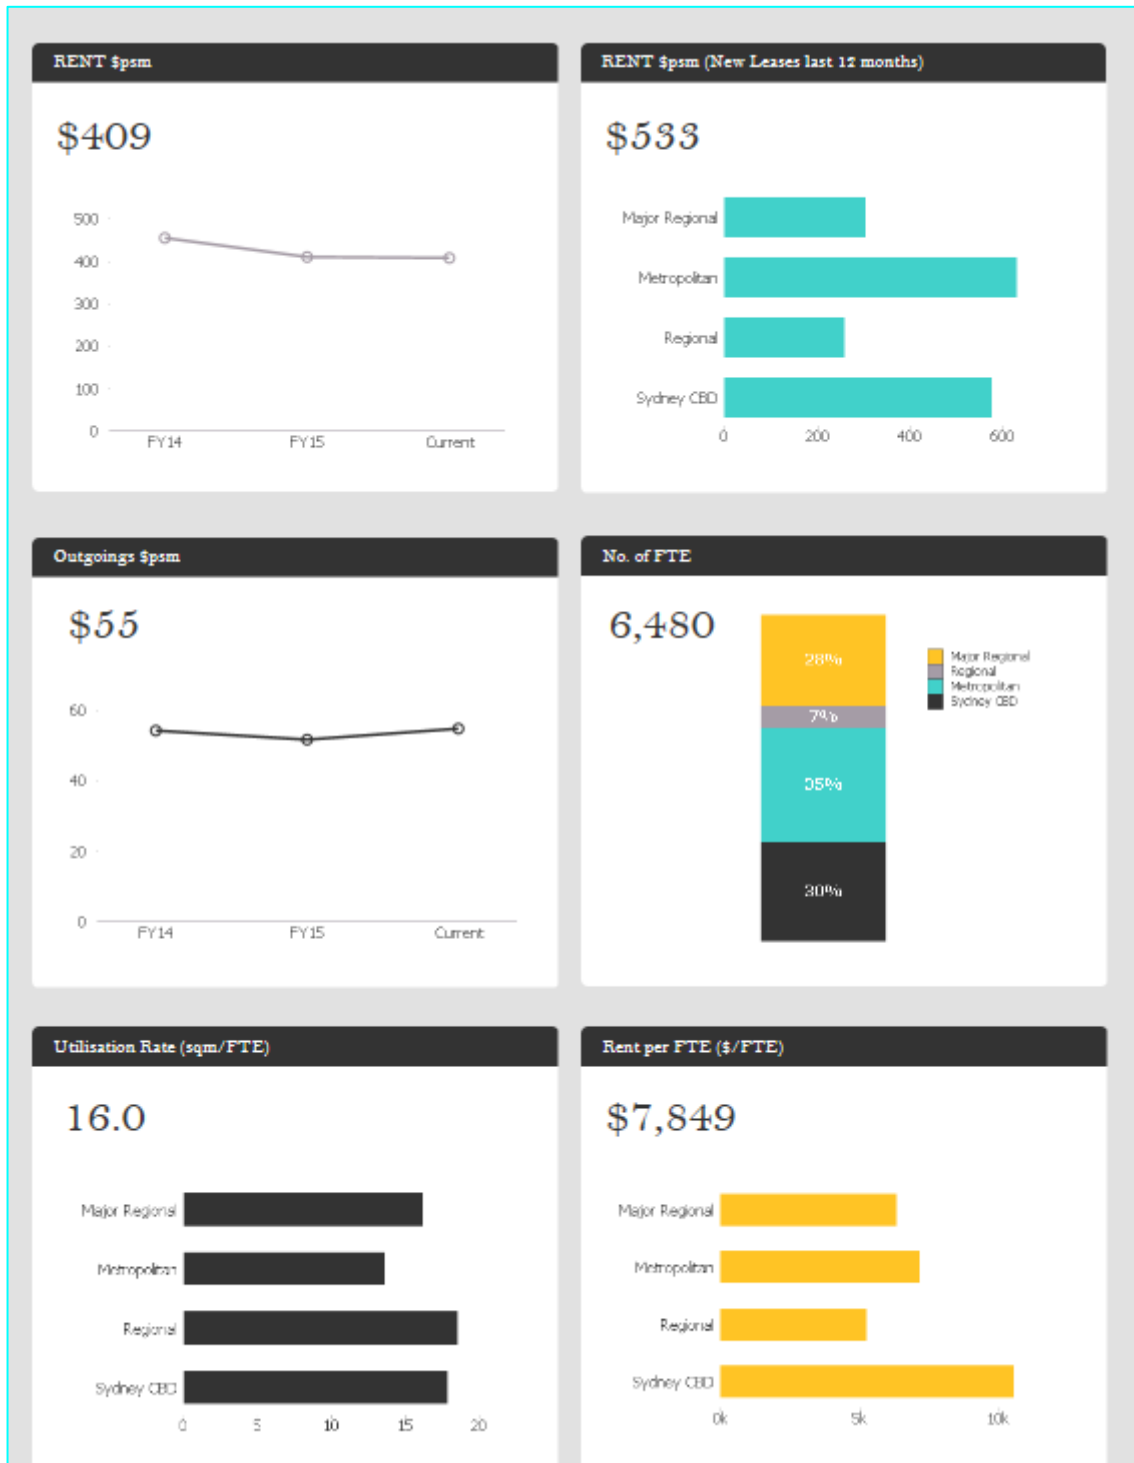 RENT $psm
$409
500
400
300
200
100
0
FY14 FY15 Current
RENT $psm (New Leases last 12 months)
$533
Major Regional
Metropolitan
Regional
Sydney CBD
0 200 400 600
Outgoings $psm
$55
60
40
20
0
FY14 FY15 Current
No. of FTE
6,480
28%
7%
35%
30%
Major Regional
Regional
Metropolitan
Sydney CBD
Utilisation Rate (sqm/FTE)
16.0
Major Regional
Metropolitan
Regional
Sydney CBD
0 5 10 15 20
Rent per FTE ($/FTE)
$7,849
Major Regional
Metropolitan
Regional
Sydney CBD
0k 5k 10k